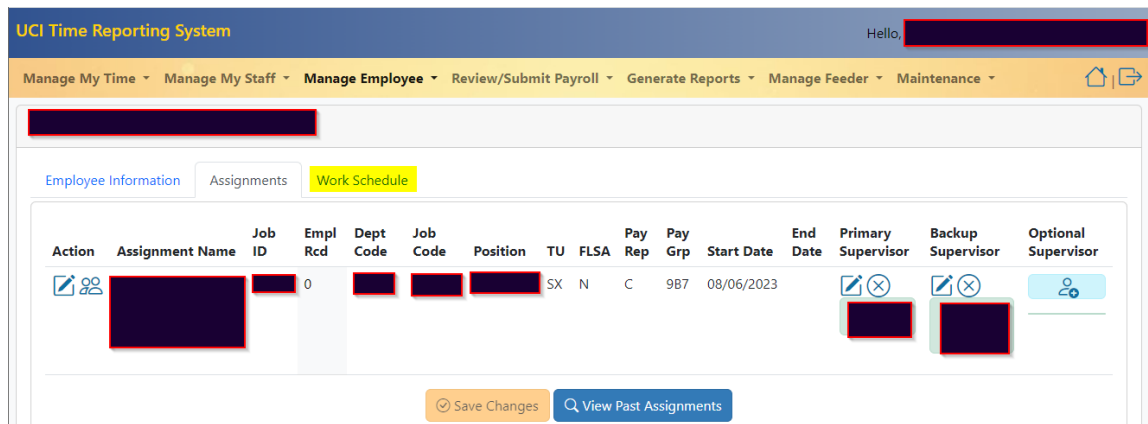 UCI Time Reporting System
Hello,
Manage My Time Manage My Staff Manage Employee Review/Submit Payroll Generate Reports Manage Feeder Maintenance
Employee Information Assignments Work Schedule
Action Assignment Name Job ID Empl Rcd Dept Code Job Code Position TU FLSA Pay Rep Pay Grp Start Date End Date Primary Supervisor Backup Supervisor Optional Supervisor
0 SX N C 9B7 08/06/2023
Save Changes View Past Assignments